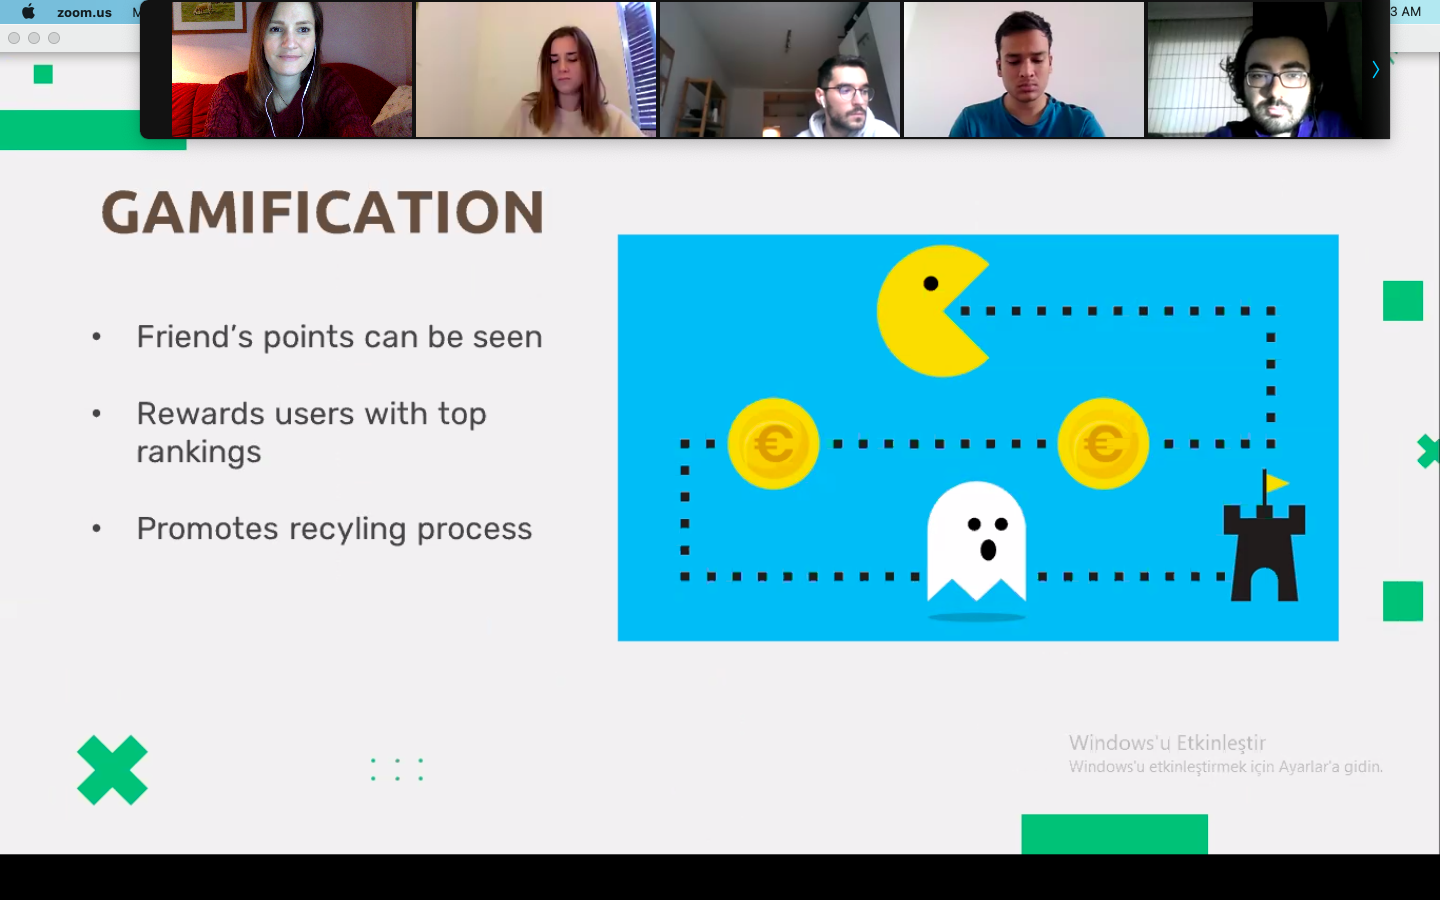 zoom.us
3 AM
GAMIFICATION
• Friend's points can be seen
• Rewards users with top
rankings
• Promotes recyling process
€ €
Windows'u Etkinleştir
Windows'u etkinleştirmek için Ayarlar'a gidin.